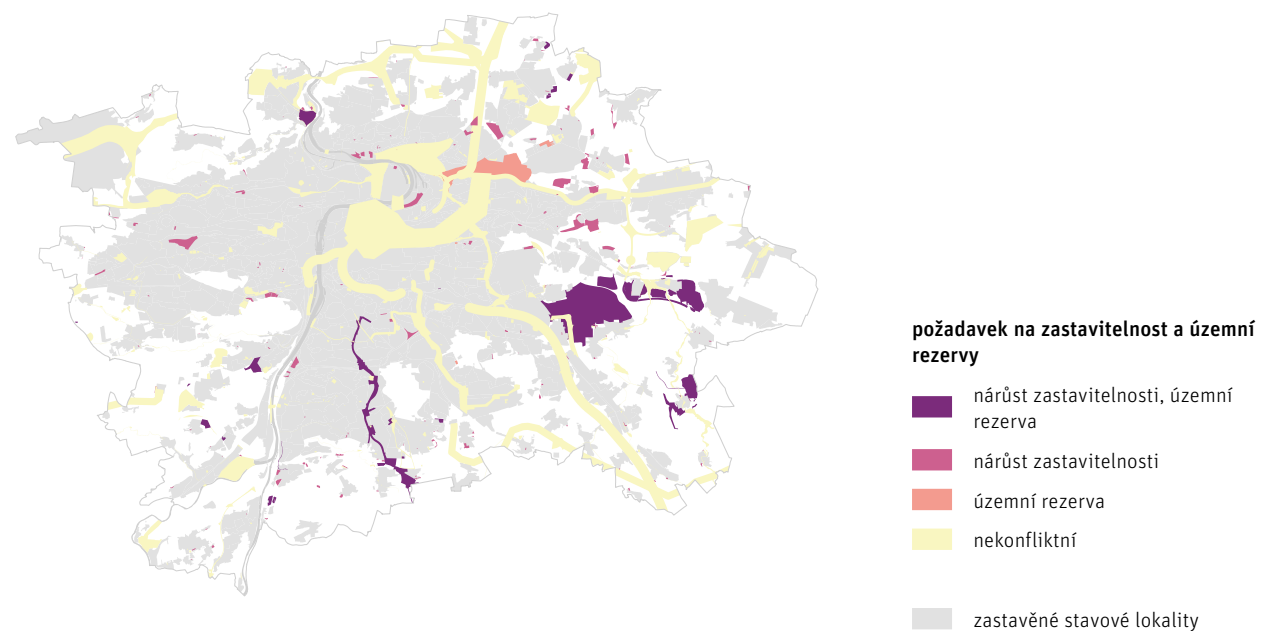 požadavek na zastavitelnost a územní
rezervy
nárůst zastavitelnosti, územní
rezerva
nárůst zastavitelnosti
územní rezerva
nekonfliktní
zastavěné stavové lokality